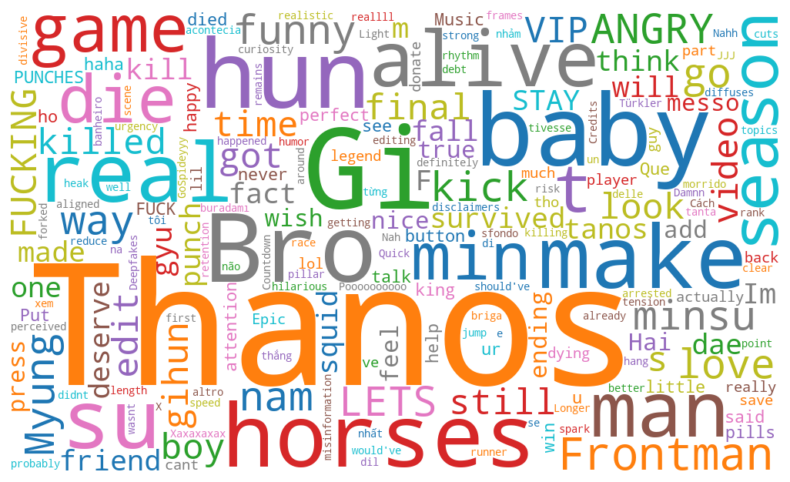 game
hun
funny
alive
m
VIP
ANGRY
season
die
kill
think
go
real
killed
time
final
STAY
will
messo
baby
Gi
kick
t
video
FUCKING
way
got
fall
true
fact
wish
nice
survived
look
tanos
add
made
one
Myung
edit
punch
gyu
Bro
min
make
Im
minsu
press
deserve
gihun
squid
feel
ending
ur
s
love
dae
Hai
Thanos
man
su
boy
friend
nam
horses
LETS
still
Frontman
PUNCHES
died
haha
ho
happy
perfect
donate
see
legend
never
lil
FUCK
lol
button
talk
king
help
attention
Epic
dying
win
u
said
save
pills
little
really
actually
back
player
guy
part
Music
Que
tho
much
definitely
cant
ve
Put
divisive
acontecia
realistic
reallll
Light
strong
frames
nhám
Nahh
JJJ
cuts
curiosity
rhythm
debt
remains
scene
banheiro
urgency
humor
editing
happened
around
credits
Türkler
diffuses
topics
tivesse
un
GoSpideyyy
heak
well
aligned
forked
buradami
getting
risk
killing
morrido
delle
Cách
tanta
rank
clear
disclaimers
từng
reduce
na
tôi
Deepfakes
retention
race
Nah
Quick
di
should've
sfondo
Countdown
pillar
não
hilarious
Poooooooooo
arrested
tension
already
xem
perceived
first
didnt
length
X
altro
speed
wasnt
thắng
misinformation
briga
jump
e
hang
better
point
probably
Xaxaxaxax
nhất
would've
dil
runner
Longer
se
spark
F